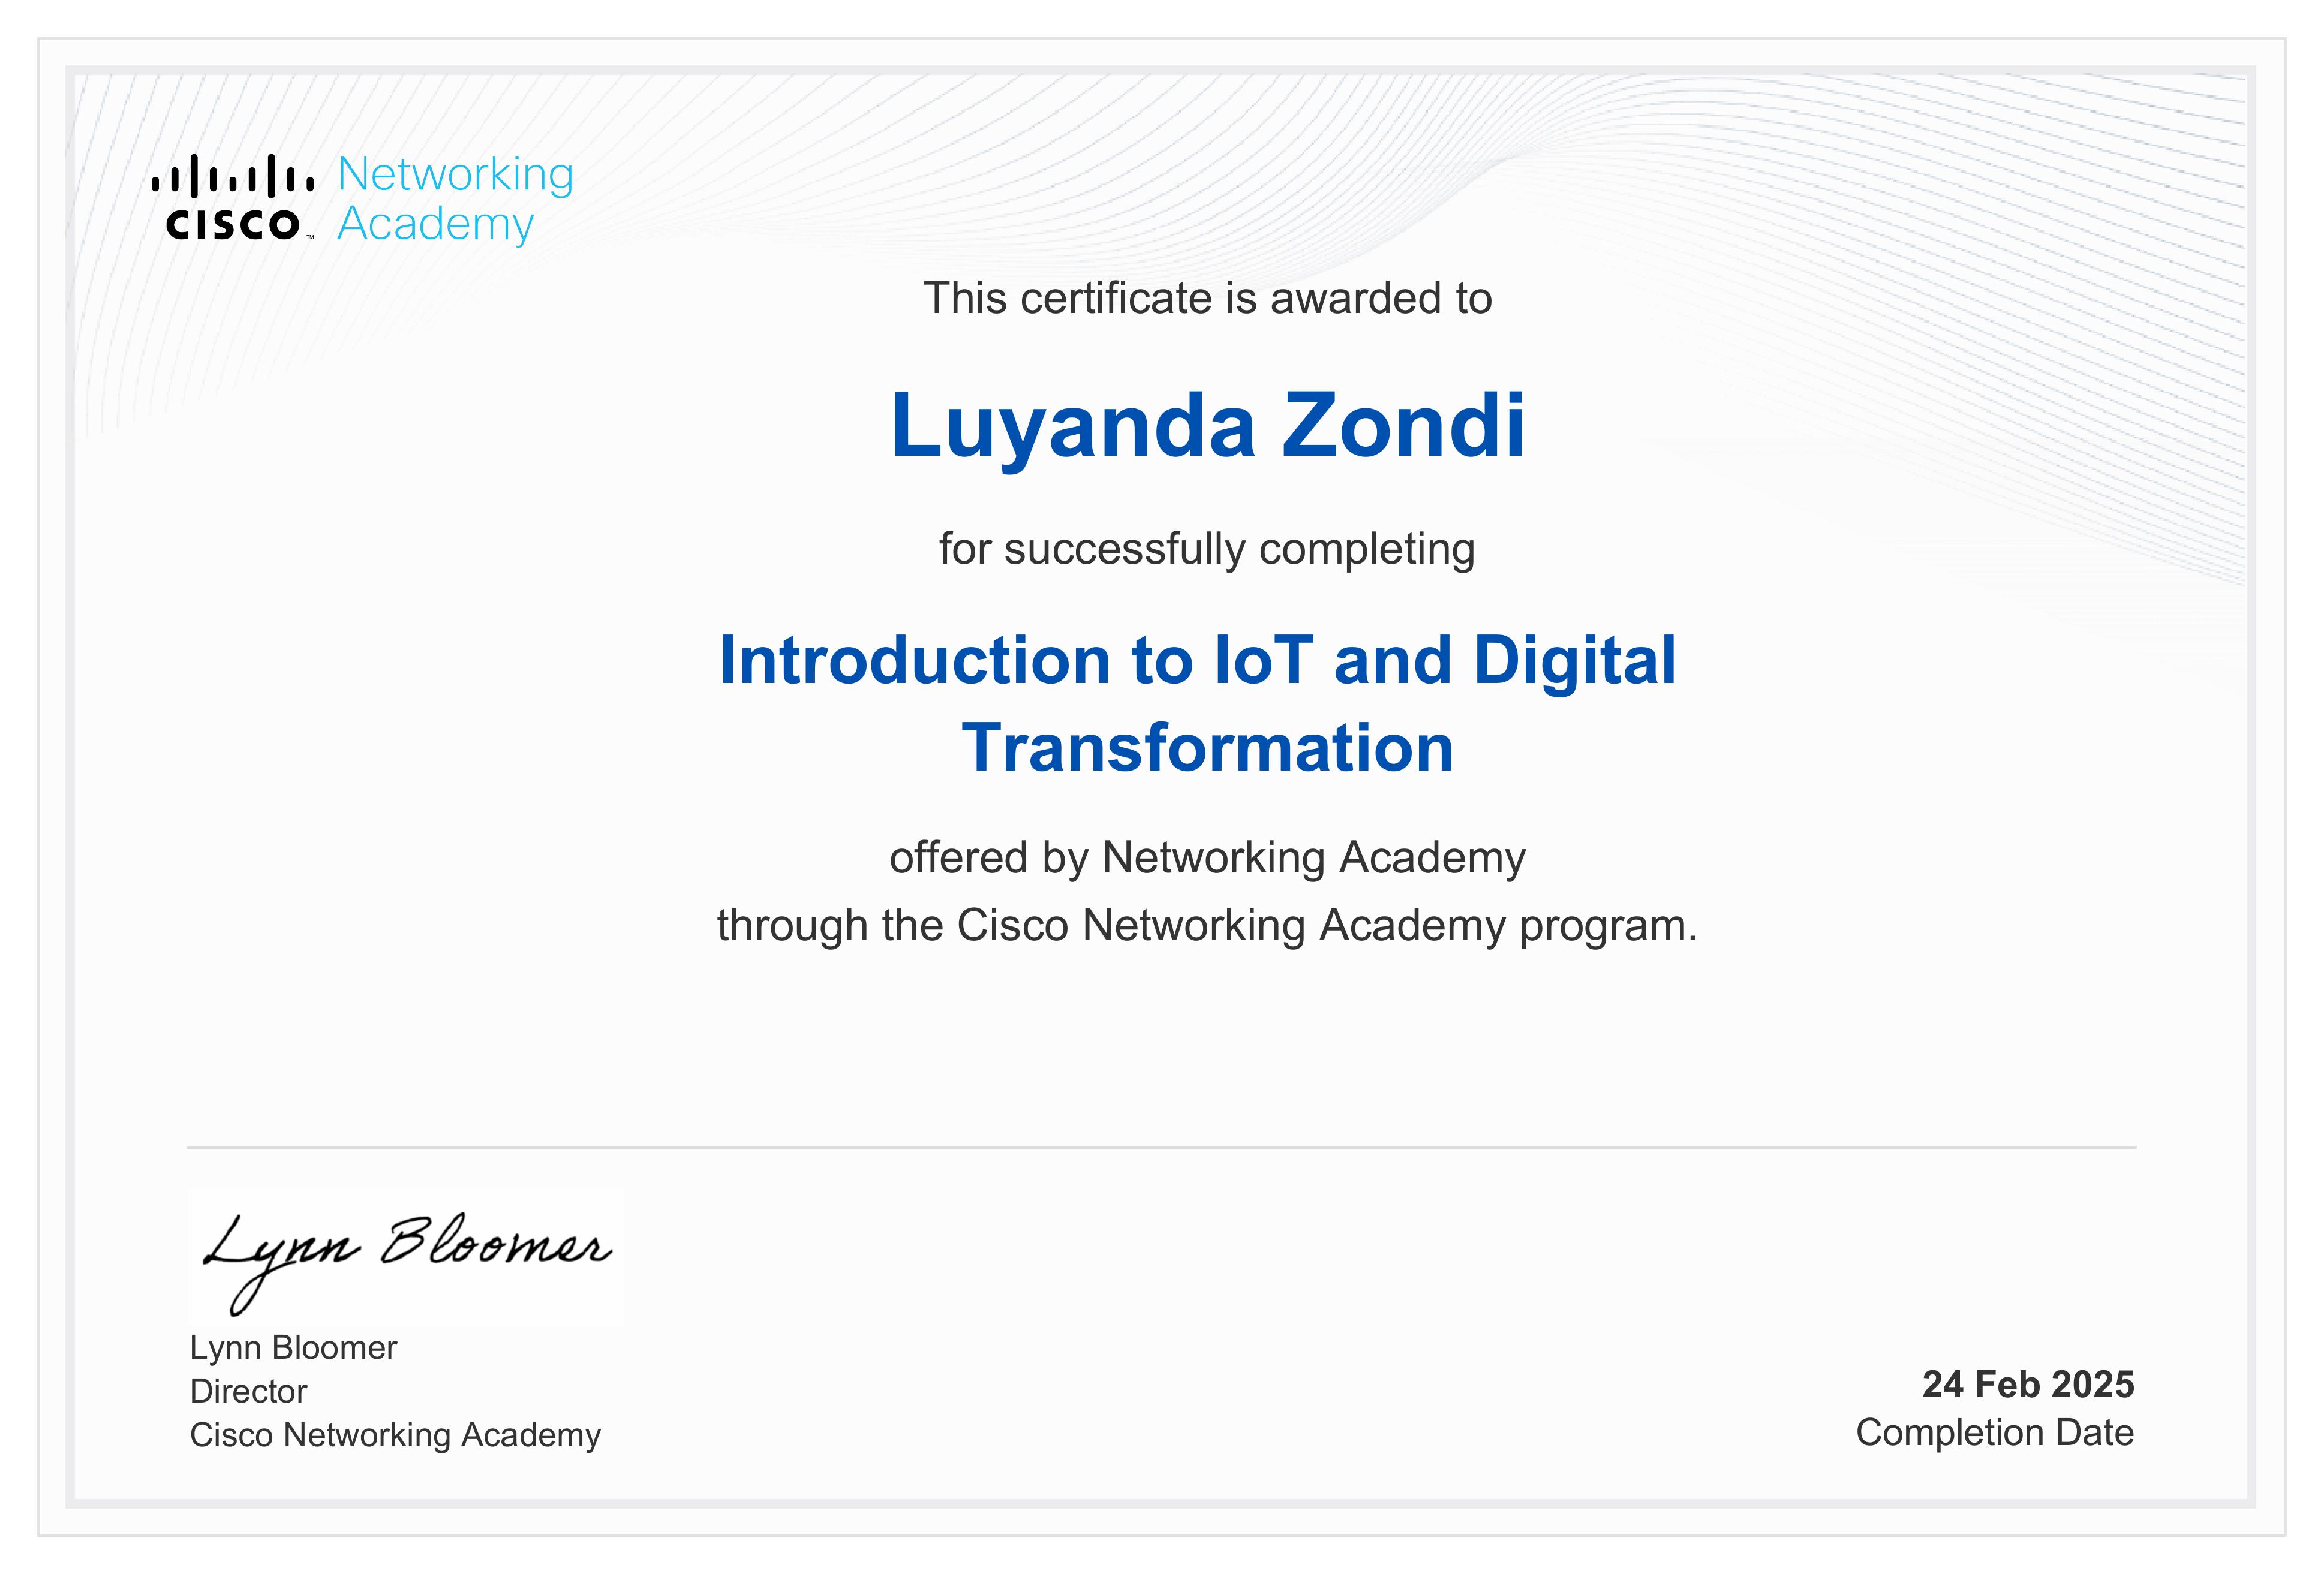 Networking
Academy
CISCO™
This certificate is awarded to
Luyanda Zondi
for successfully completing
Introduction to IoT and Digital
Transformation
offered by Networking Academy
through the Cisco Networking Academy program.
Lynn Bloomer
Lynn Bloomer
Director
Cisco Networking Academy
24 Feb 2025
Completion Date